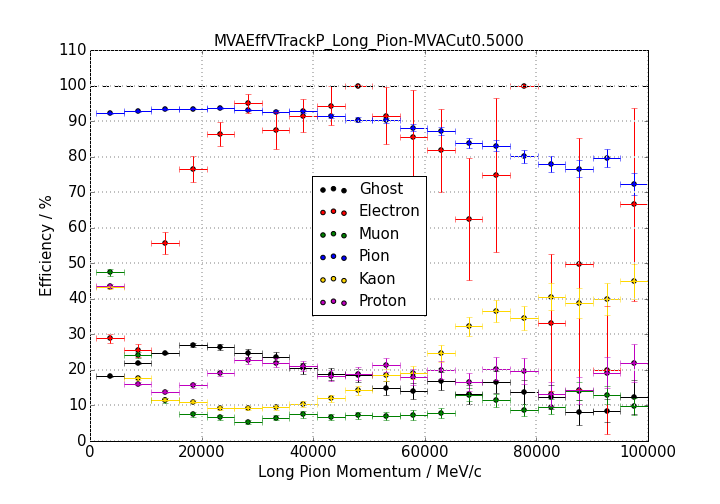 MVAEffVTrackP_Long_Pion-MVACut0.5000
110
100
90
80
70
60
50
40
30
20
10
0
Efficiency / %
Ghost
Electron
Muon
Pion
Kaon
Proton
0 20000 40000 60000 80000 100000
Long Pion Momentum / MeV/c